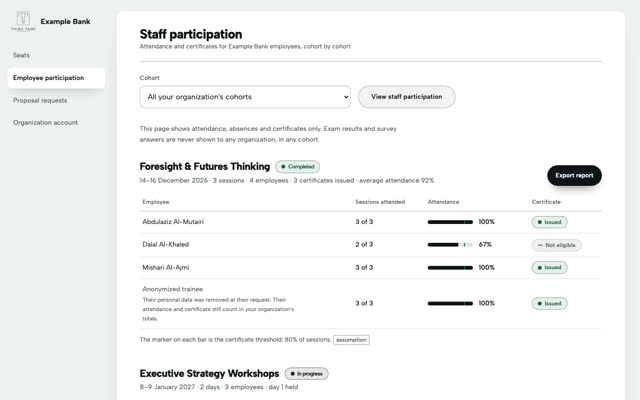 THINK FAME
Example Bank
Seats
Employee participation
Proposal requests
Organization account
Staff participation
Attendance and certificates for Example Bank employees, cohort by cohort
Cohort
All your organization's cohorts
View staff participation
This page shows attendance, absences and certificates only. Exam results and survey
answers are never shown to any organization, in any cohort.
Foresight & Futures Thinking
Completed
14–16 December 2026 · 3 sessions · 4 employees · 3 certificates issued · average attendance 92%
Export report
Employee Sessions attended Attendance Certificate
Abdulaziz Al-Mutairi 3 of 3 100% Issued
Dalal Al-Khaled 2 of 3 67% Not eligible
Mishari Al-Ajmi 3 of 3 100% Issued
Anonymized trainee
Their personal data was removed at their request. Their
attendance and certificate still count in your organization's
totals.
3 of 3 100% Issued
The marker on each bar is the certificate threshold: 80% of sessions. assumption
Executive Strategy Workshops
In progress
8–9 January 2027 · 2 days · 3 employees · day 1 held